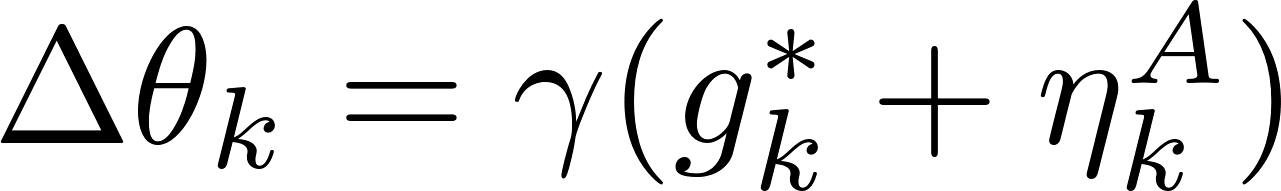 Δθ_k = γ(g_k^* + η_k^A)